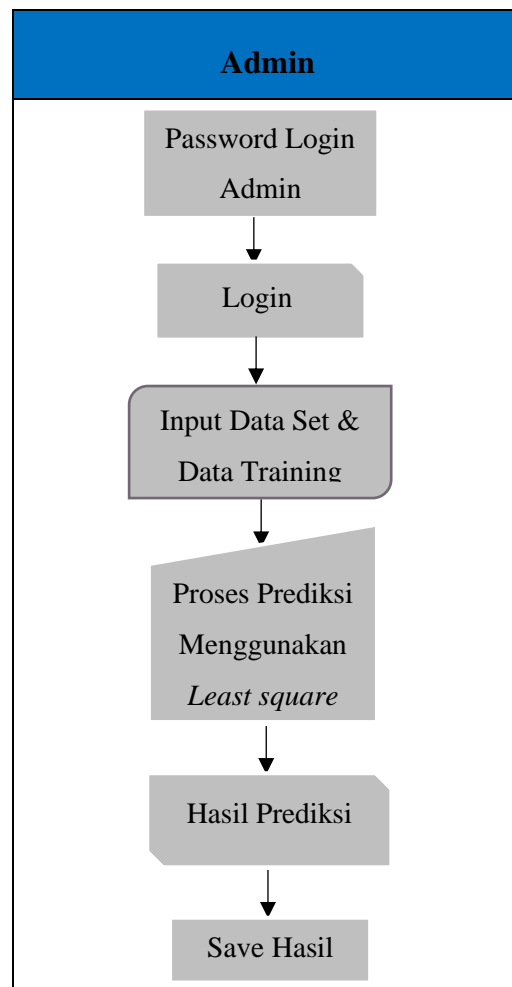 Admin
Password Login
Admin
Login
Input Data Set &
Data Training
Proses Prediksi
Menggunakan
Least square
Hasil Prediksi
Save Hasil